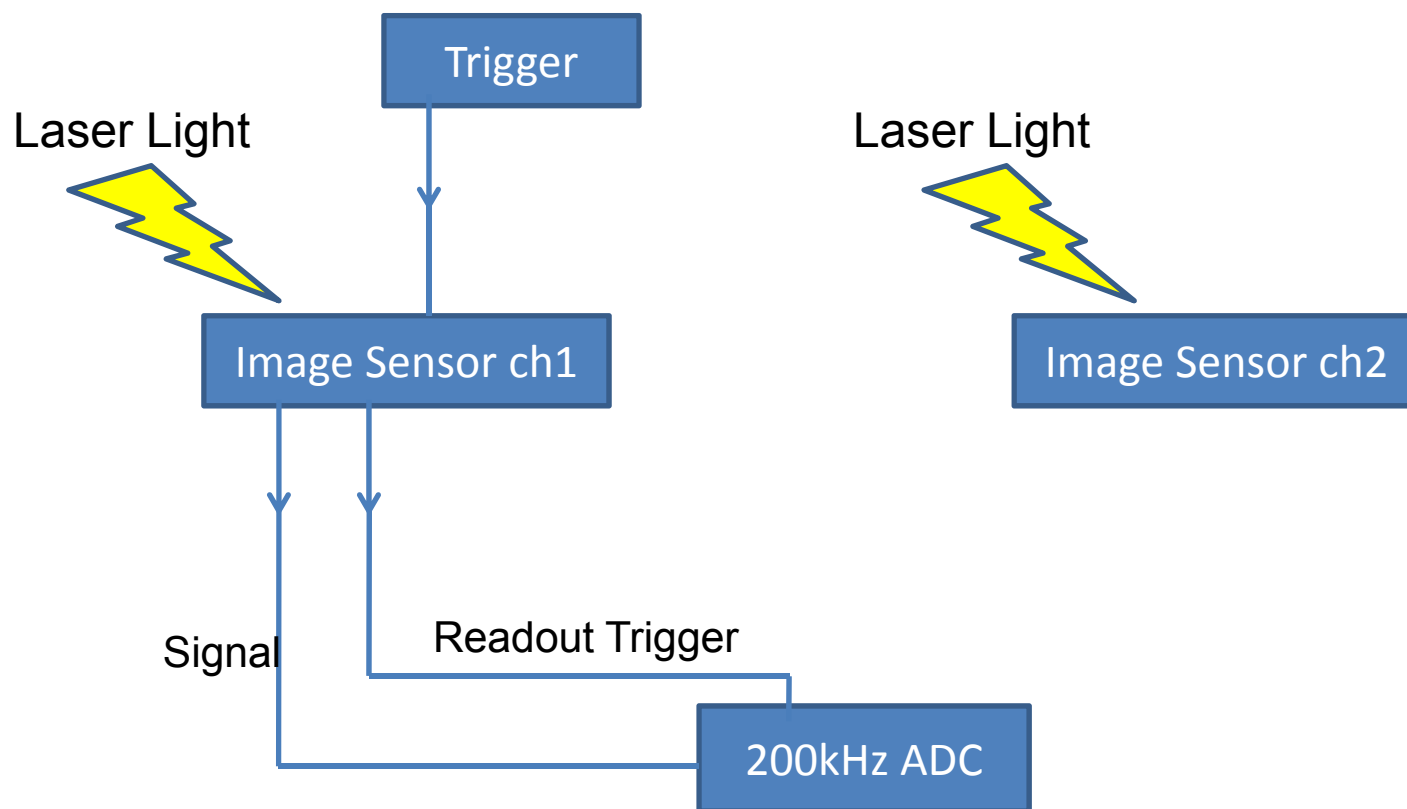 Trigger
Laser Light
Laser Light
Image Sensor ch1
Image Sensor ch2
Signal
Readout Trigger
200kHz ADC